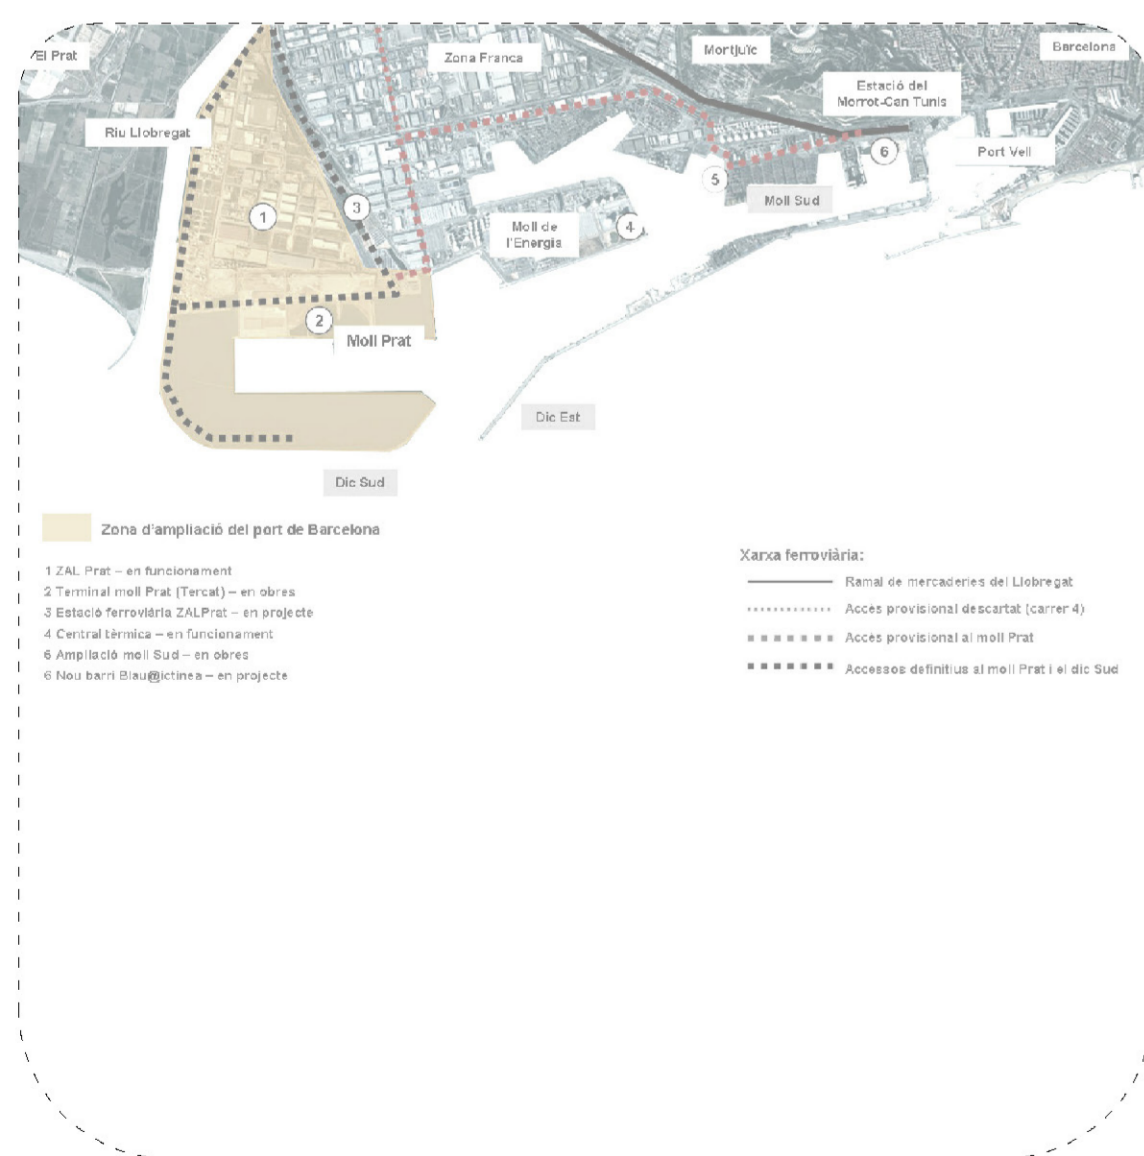 El Prat
Zona Franca
Mortjuïc
Barcelona
Estació del
Morrot-Can Tunis
Riu Llobregat
Port Vell
6
5
Moll Sud
1
3
Moll de
l'Energia
4
2
Moll Prat
Dic Est
Dic Sud
Zona d'ampliació del port de Barcelona
1 ZAL Prat – en funcionament
2 Terminal moll Prat (Tercat) – en obres
3 Estació ferroviària ZALPrat – en projecte
4 Central tèrmica – en funcionament
6 Ampliació moll Sud – en obres
6 Nou barri Blau@ictinea – en projecte
Xarxa ferroviària:
Ramal de mercaderies del Llobregat
Accès provisional descartat (carrer 4)
Accès provisional al moll Prat
Accessos definitius al moll Prat i el dic Sud